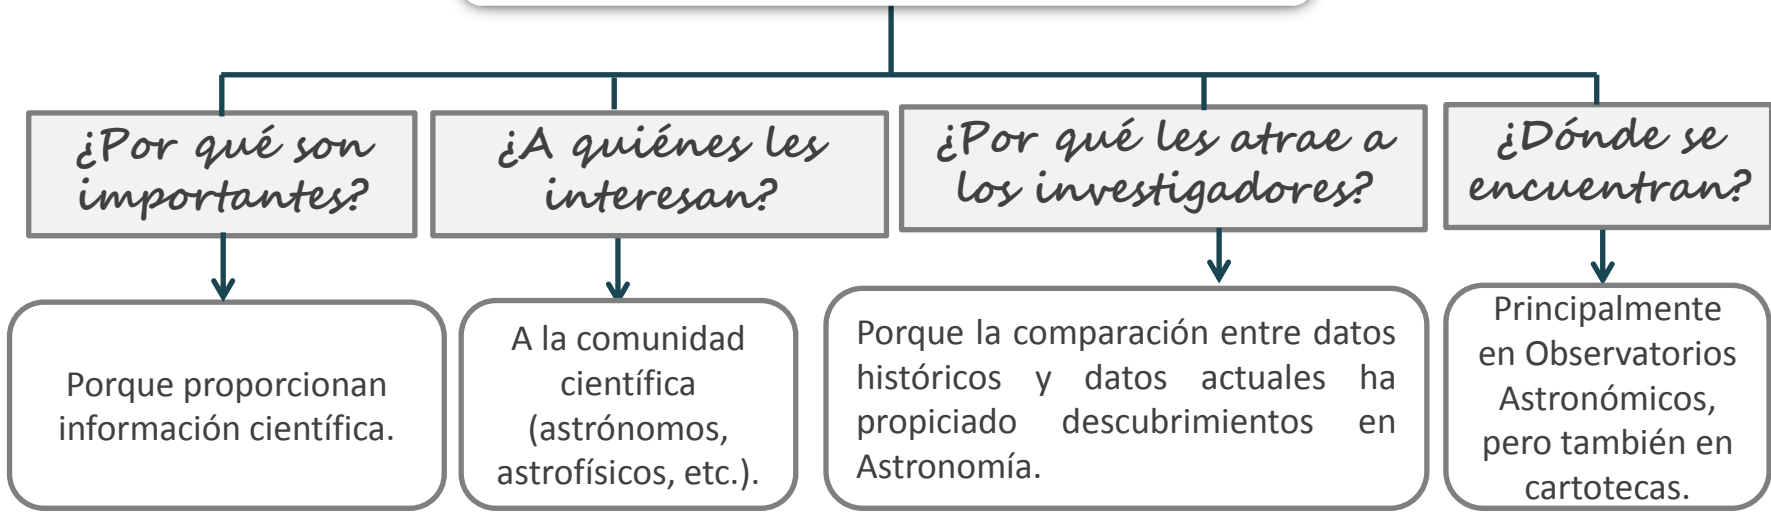 ¿Por qué son
importantes?
¿A quiénes les
interesan?
¿Por qué les atrae a
los investigadores?
¿Dónde se
encuentran?
Porque proporcionan
información científica.
A la comunidad
científica
(astrónomos,
astrofísicos, etc.).
Porque la comparación entre datos
históricos y datos actuales ha
propiciado descubrimientos en
Astronomía.
Principalmente
en Observatorios
Astronómicos,
pero también en
cartotecas.